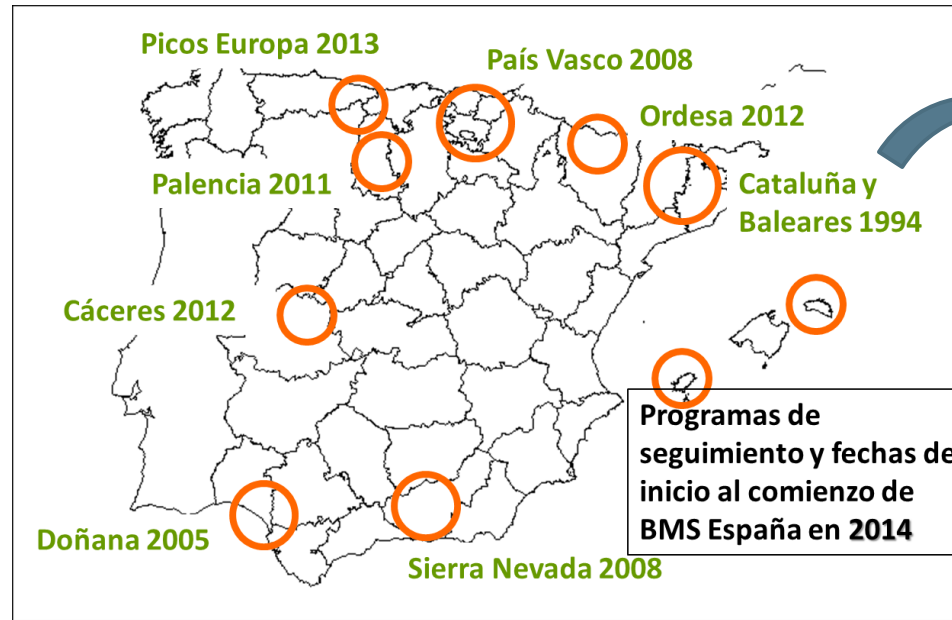 Picos Europa 2013
País Vasco 2008
Ordesa 2012
Palencia 2011
Cataluña y
Baleares 1994
Cáceres 2012
Programas de
seguimiento y fechas de
inicio al comienzo de
BMS España en 2014
Doñana 2005
Sierra Nevada 2008